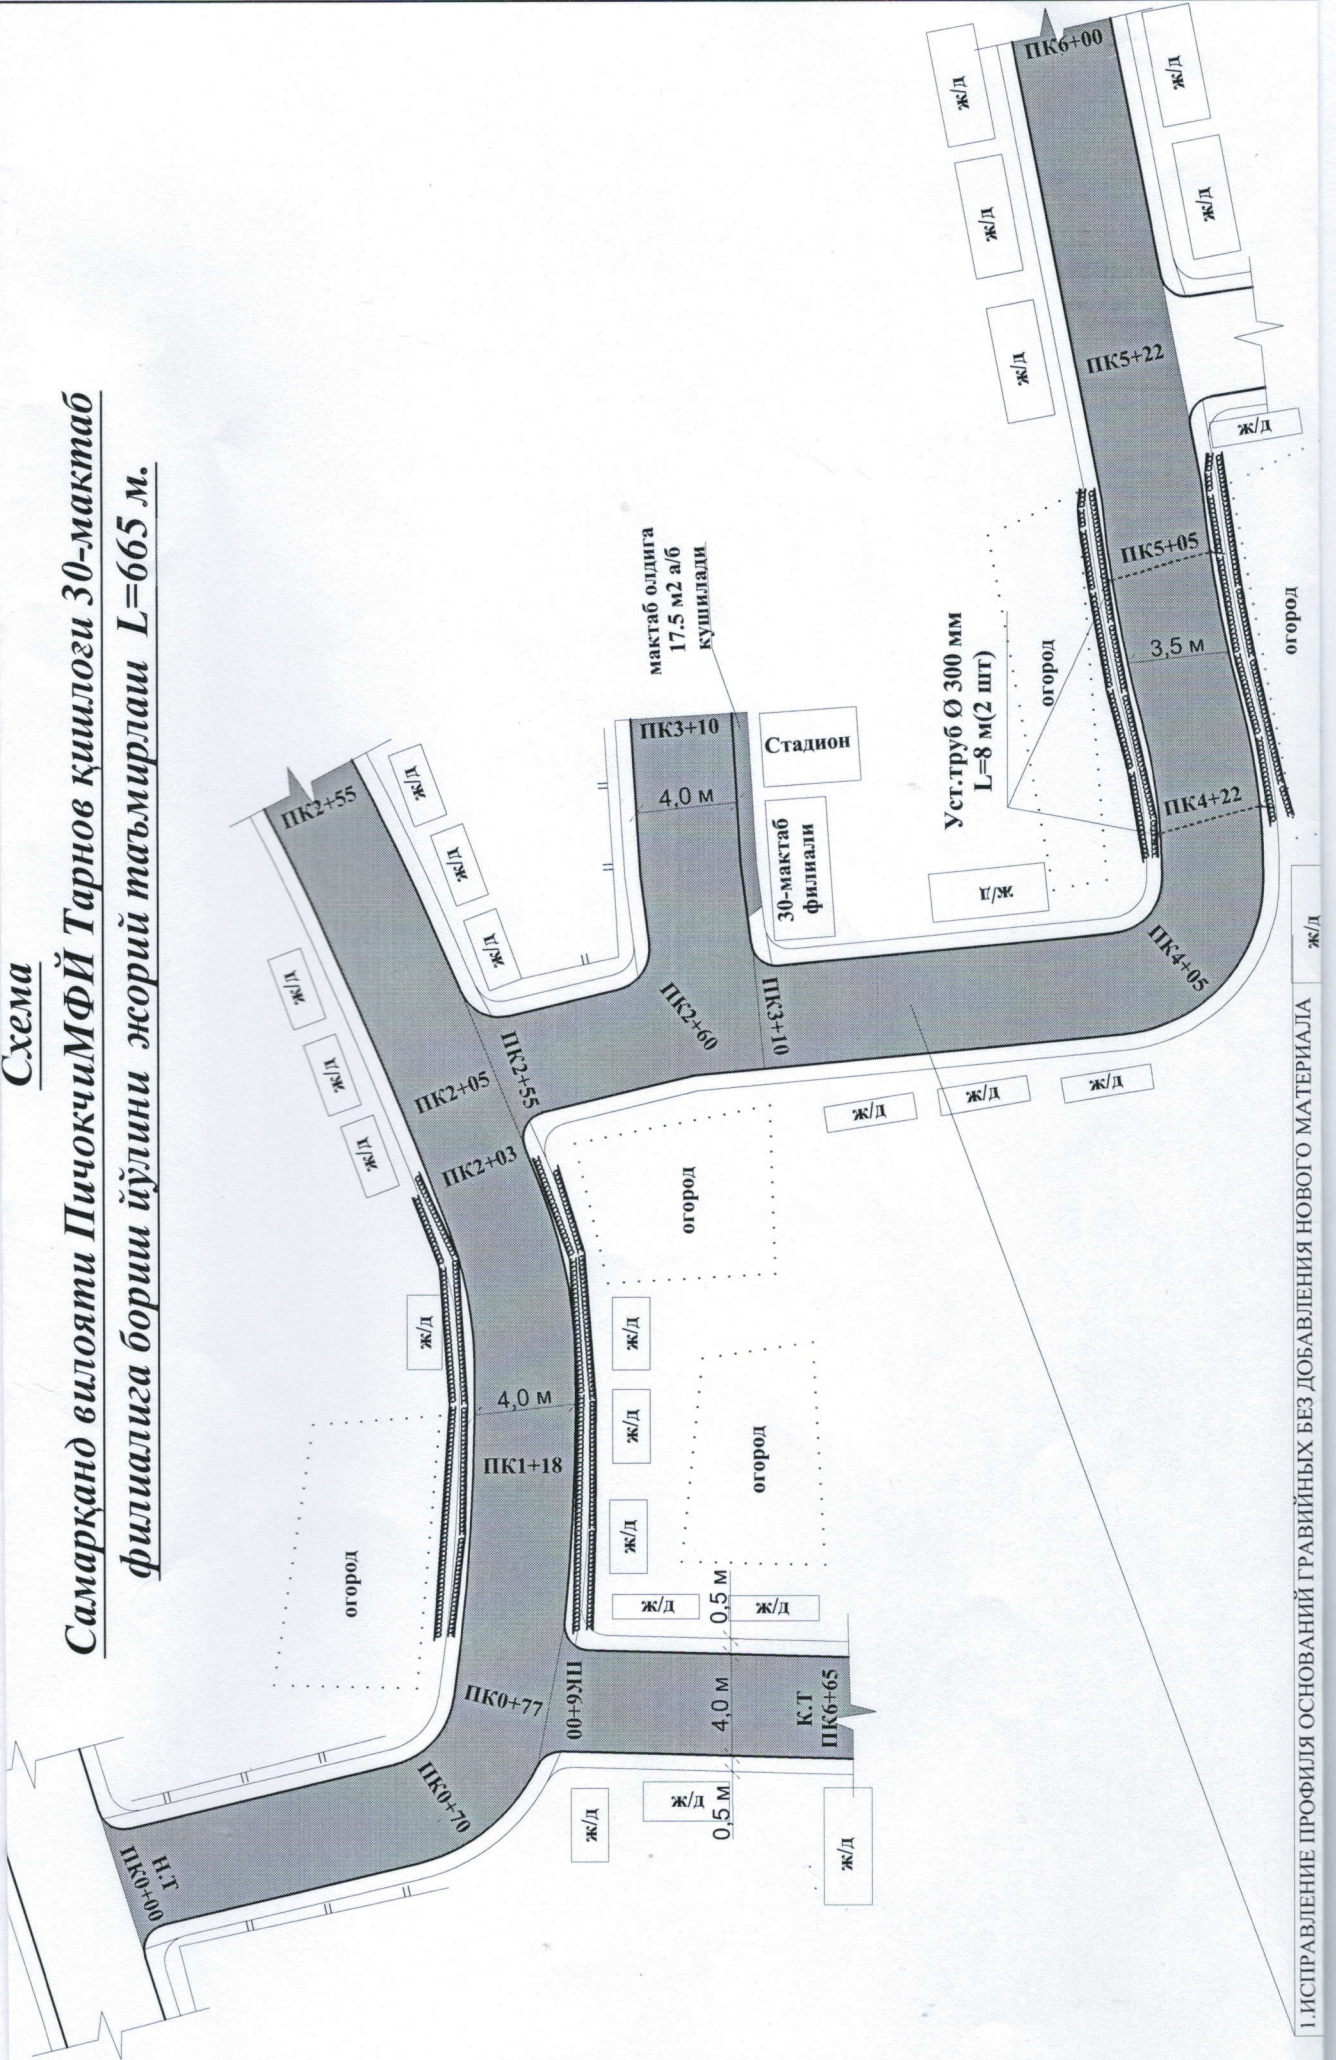 Схема
Самарқанд вилояти ПичокчиМФЙ Тарнов қишлоги 30-мактаб
филиалига бориш йўлини жорий таъмирлаш L=665 м.
ПК0+00
Н.Т
ПК0+70
ПК0+77
ПК6+00
4,0 м
0,5 м
0,5 м
К.Т
ПК6+65
ж/д
ж/д
ж/д
ж/д
ж/д
огород
ПК1+18
4,0 м
ж/д
ж/д
ж/д
ж/д
огород
огород
ПК2+03
ПК2+05
ПК2+55
ж/д
ж/д
ж/д
ПК2+55
ж/д
ж/д
ж/д
ПК2+60
ПК3+10
4,0 м
ПК3+10
мактаб олдига
17.5 м2 а/б
кушилади
Стадион
30-мактаб
филиали
ж/д
ж/д
ж/д
ПК4+05
ж/д
ж/д
ПК4+22
Уст.труб Ø 300 мм
L=8 м(2 шт)
огород
3,5 м
ПК5+05
огород
ж/д
ПК5+22
ж/д
ж/д
ж/д
ж/д
ж/д
ПК6+00
1.ИСПРАВЛЕНИЕ ПРОФИЛЯ ОСНОВАНИЙ ГРАВИЙНЫХ БЕЗ ДОБАВЛЕНИЯ НОВОГО МАТЕРИАЛА